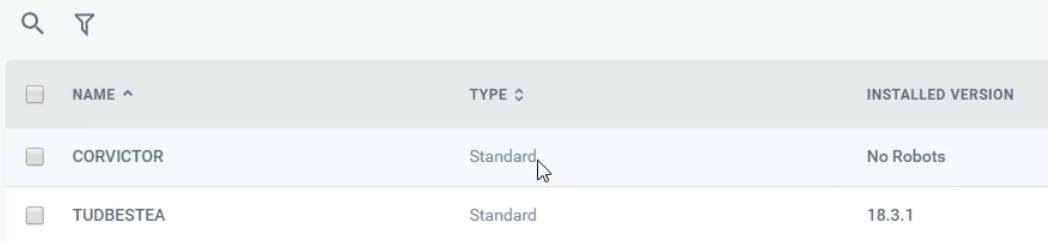 NAME TYPE INSTALLED VERSION
CORVICTOR Standard No Robots
TUDBESTEA Standard 18.3.1